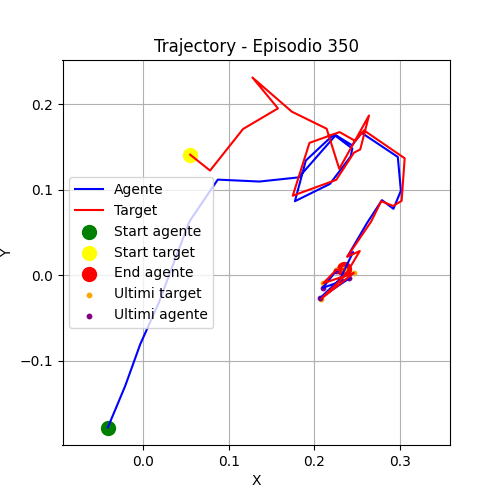 Trajectory - Episodio 350
0.2
0.1
0.0
−0.1
Y
Agente
Target
Start agente
Start target
End agente
Ultimi target
Ultimi agente
0.0 0.1 0.2 0.3
X